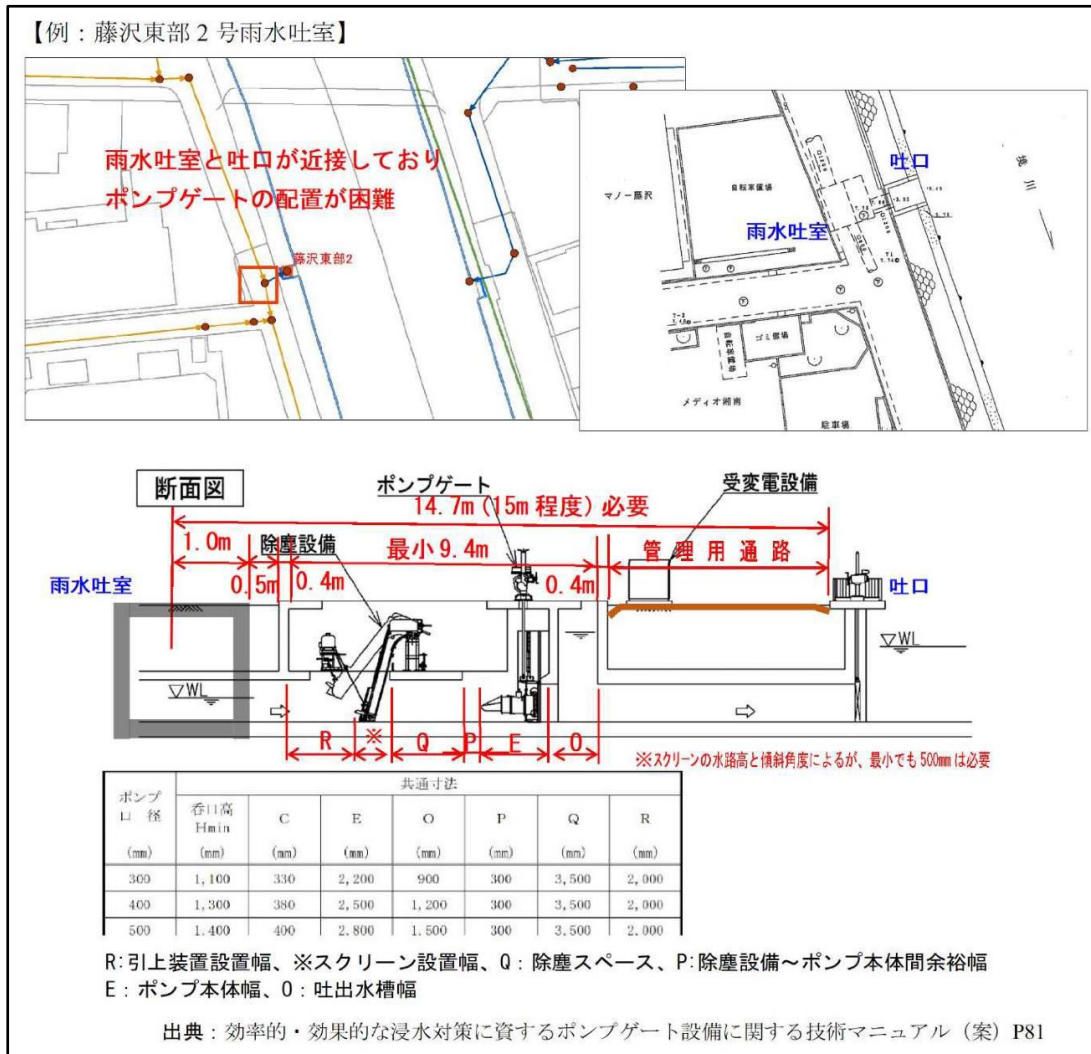 【例：藤沢東部２号雨水吐室】
雨水吐室と吐口が近接しており
ポンプゲートの配置が困難
藤沢東部2
吐口
境川
マノー藤沢
自転車置場
雨水吐室
ゴミ置場
自転車置場
メディオ湘南
駐車場
断面図
ポンプゲート
受変電設備
14.7m(15m 程度)必要
1.0m
除塵設備
最小 9.4m
管理用通路
雨水吐室
0.5m
0.4m
0.4m
吐口
▽WL
▽WL
R
※
Q
P
E
O
※スクリーンの水路高と傾斜角度によるが、最小でも 500mm は必要
ポンプ口径
共通寸法
呑口高Hmin
C
E
O
P
Q
R
(mm) (mm) (mm) (mm) (mm) (mm) (mm) (mm)
300 1,100 330 2,200 900 300 3,500 2,000
400 1,300 380 2,500 1,200 300 3,500 2,000
500 1,400 400 2,800 1,500 300 3,500 2,000
R:引上装置設置幅、※スクリーン設置幅、Q：除塵スペース、P:除塵設備～ポンプ本体間余裕幅
E：ポンプ本体幅、O：吐出水槽幅
出典：効率的・効果的な浸水対策に資するポンプゲート設備に関する技術マニュアル（案）P81